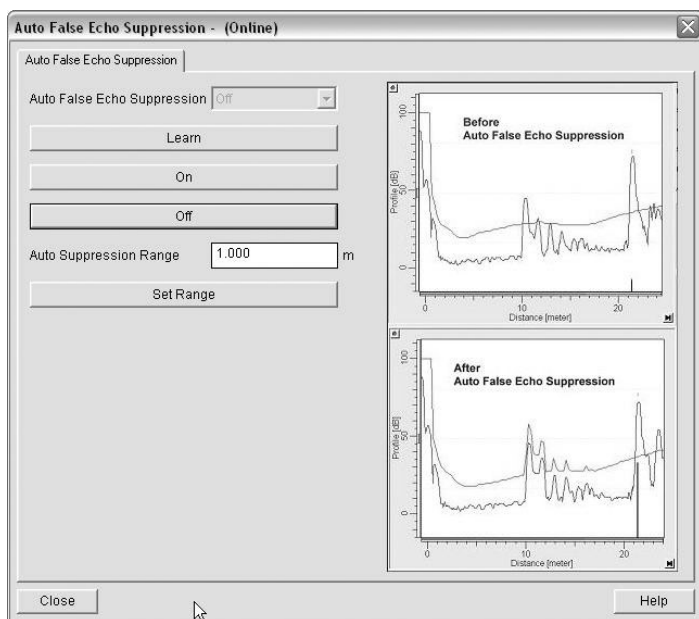 Auto False Echo Suppression - (Online)
Auto False Echo Suppression
Auto False Echo Suppression Off
Learn
On
Off
Auto Suppression Range 1.000 m
Set Range
Before
Auto False Echo Suppression
Profile [dB]
100
50
0
0 10 20
Distance [meter]
After
Auto False Echo Suppression
Profile [dB]
100
50
0
0 10 20
Distance [meter]
Close
Help